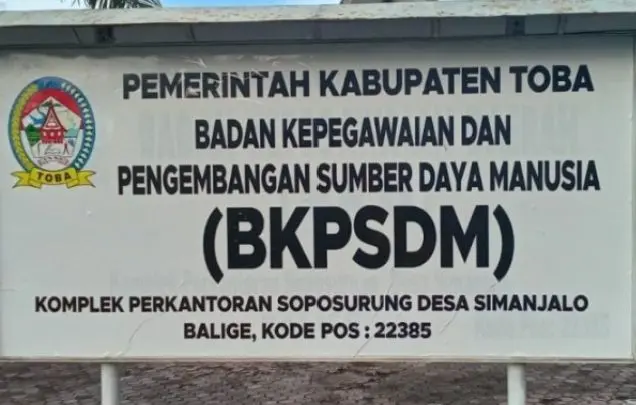 PEMERINTAH KABUPATEN TOBA
BADAN KEPEGAWAIAN DAN
PENGEMBANGAN SUMBER DAYA MANUSIA
(BKPSDM)
KOMPLEK PERKANTORAN SOPOSURUNG DESA SIMANJALO
BALIGE, KODE POS : 22385
TOBA